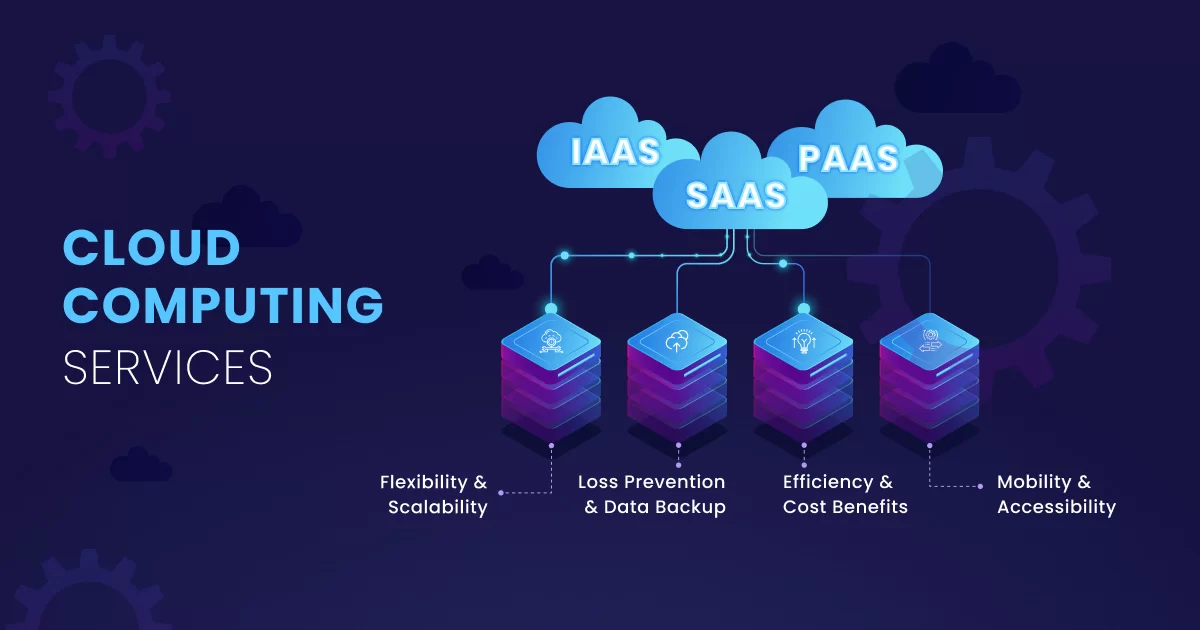 CLOUD
COMPUTING
SERVICES
IAAS
SAAS
PAAS
Flexibility &
Scalability
Loss Prevention
& Data Backup
Efficiency &
Cost Benefits
Mobility &
Accessibility